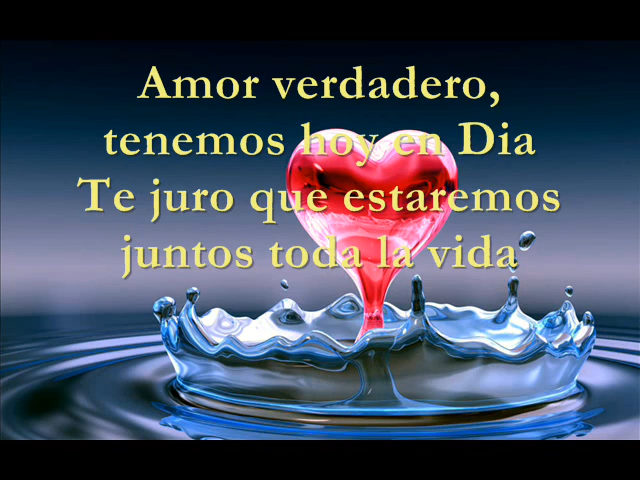 Amor verdadero,
tenemos hoy en Dia
Te juro que estaremos
juntos toda la vida